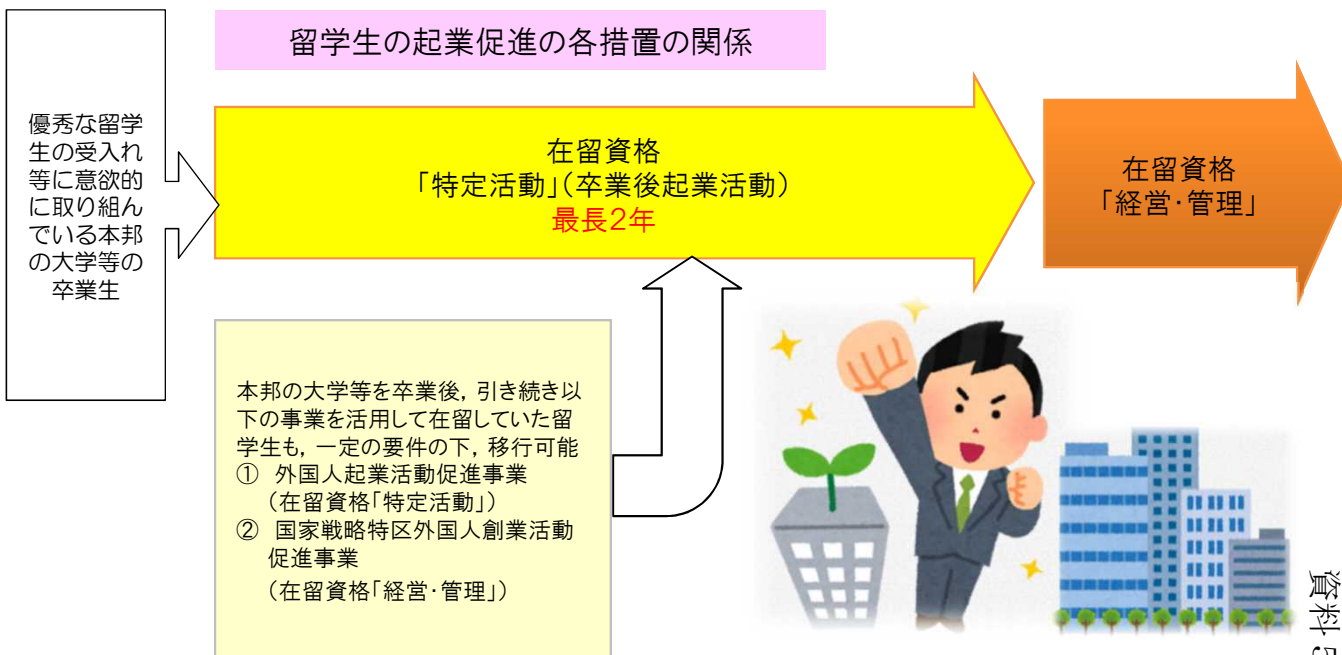 留学生の起業促進の各措置の関係
優秀な留学
生の受入れ
等に意欲的
に取り組ん
でいる本邦
の大学等の
卒業生
在留資格
「特定活動」(卒業後起業活動)
最長2年
在留資格
「経営・管理」
本邦の大学等を卒業後，引き続き以
下の事業を活用して在留していた留
学生も，一定の要件の下，移行可能
① 外国人起業活動促進事業
（在留資格「特定活動」）
② 国家戦略特区外国人創業活動
促進事業
（在留資格「経営・管理」）
資料5